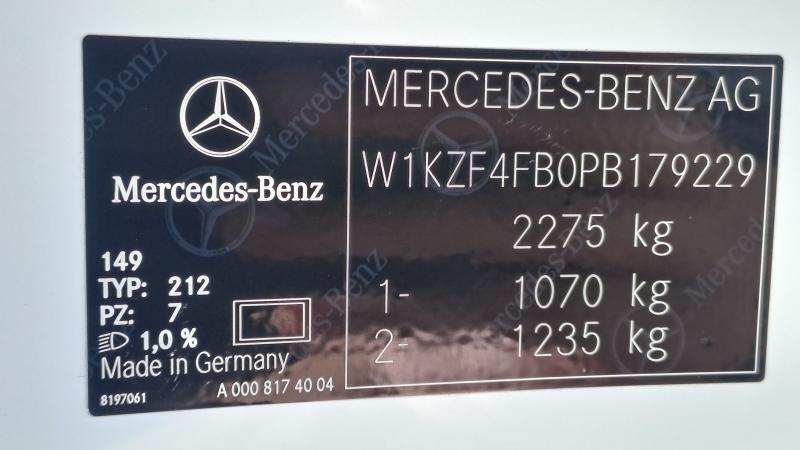 Mercedes-Benz
149
TYP: 212
PZ: 7
1,0 %
Made in Germany
8197061
A 000 817 40 04
MERCEDES-BENZ AG
W1KZF4FB0PB179229
2275 kg
1- 1070 kg
2- 1235 kg